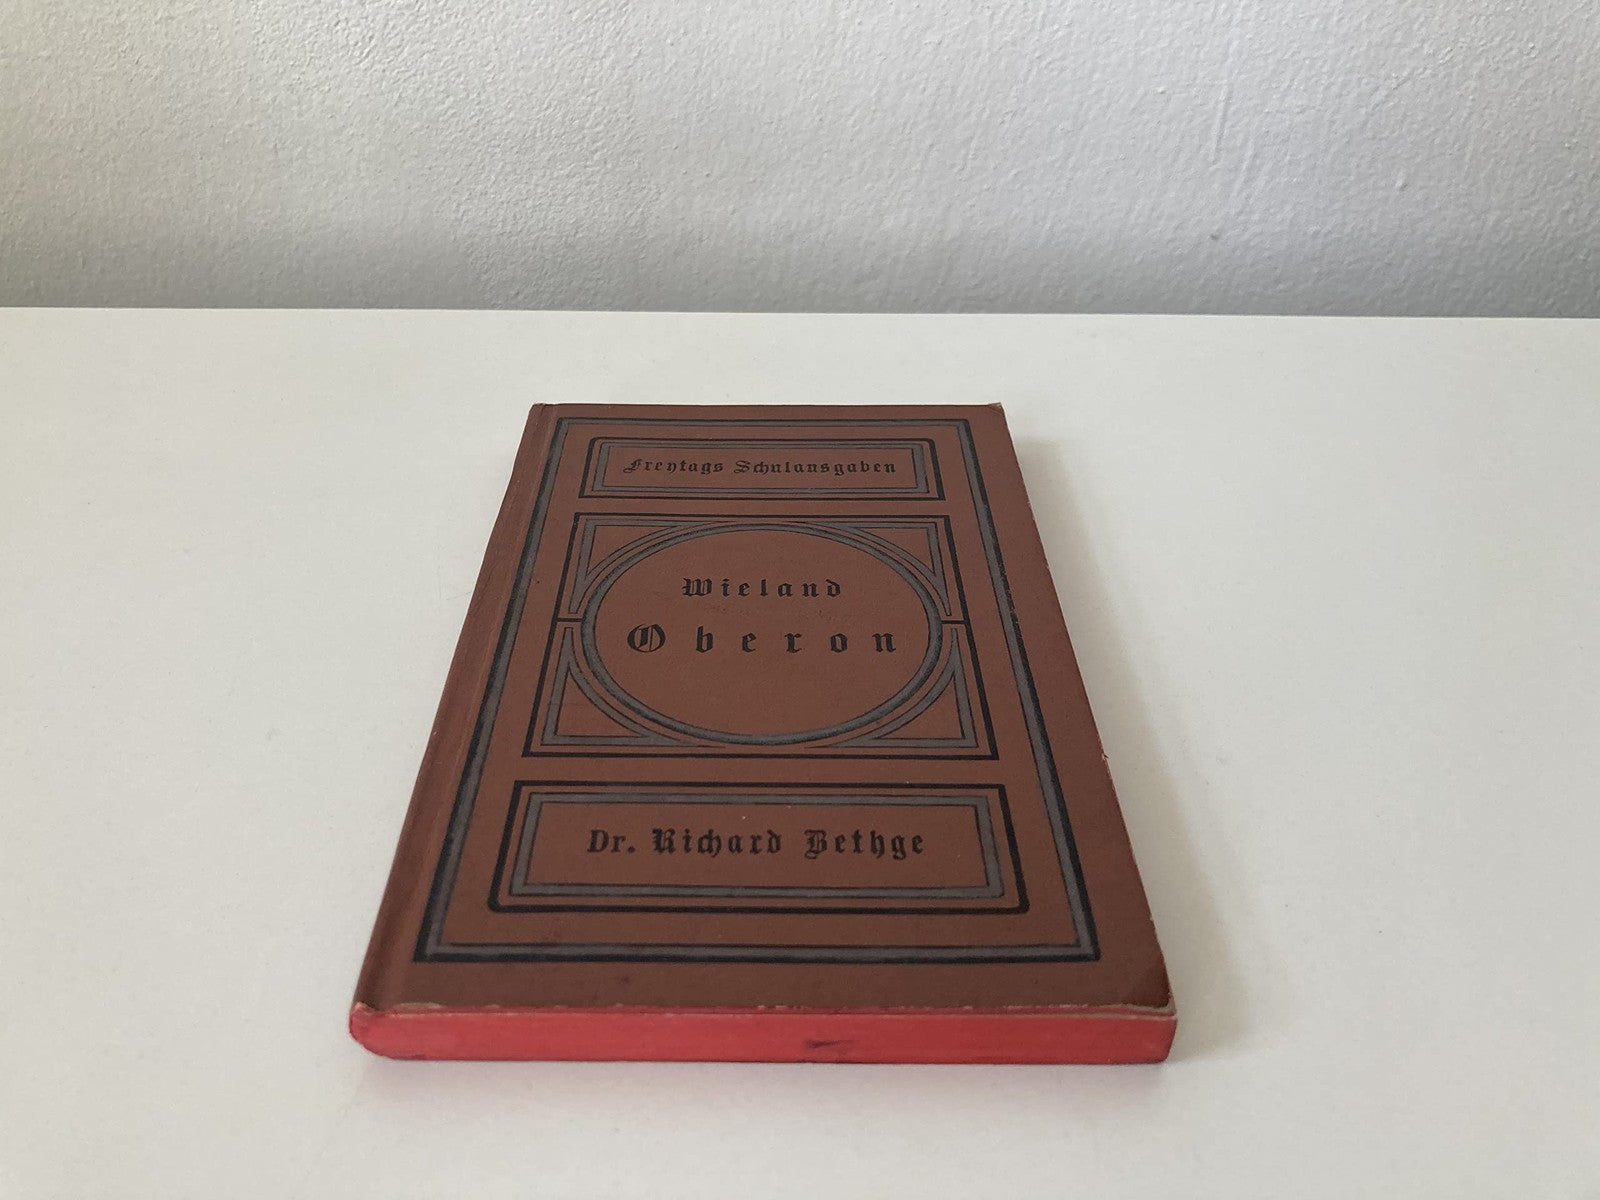 Freytags Schulausgaben
Wieland
Oberon
Dr. Richard Bethge